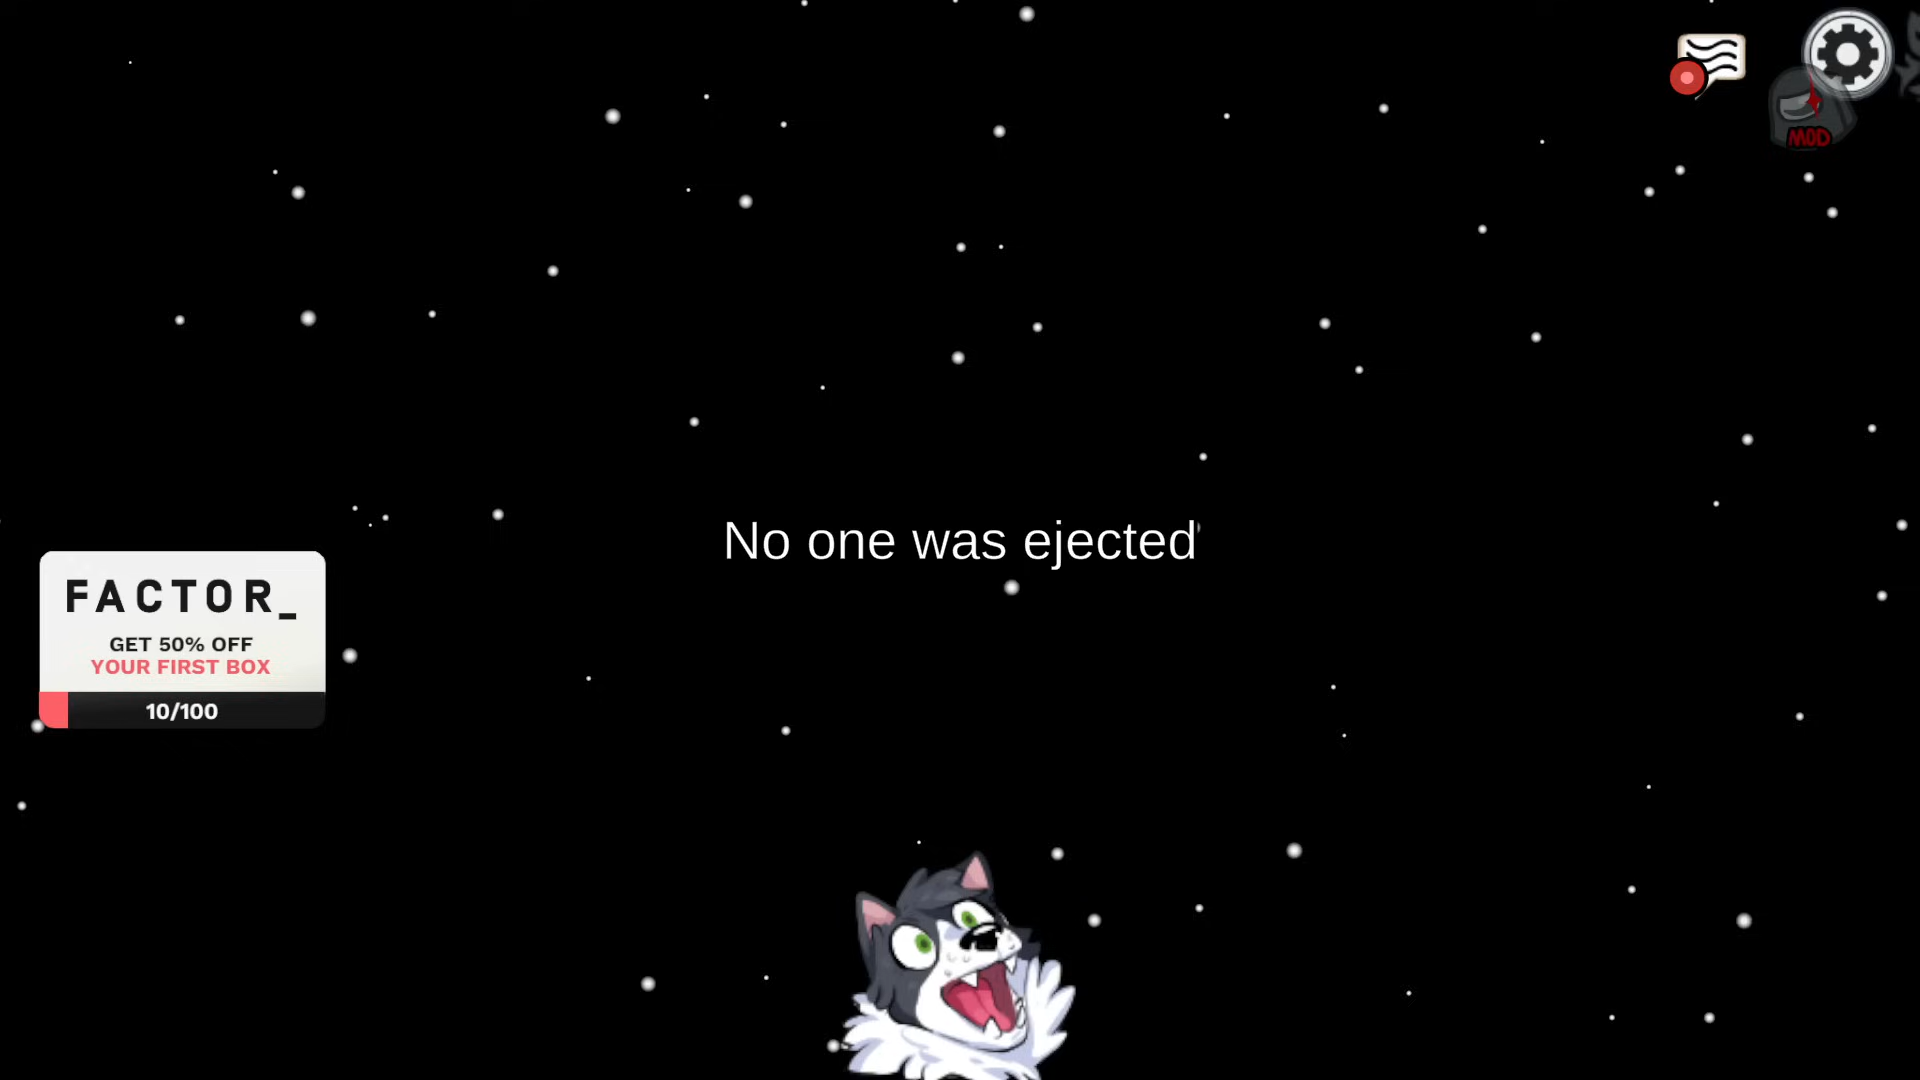 MOD
No one was ejected
FACTOR_
GET 50% OFF
YOUR FIRST BOX
10/100